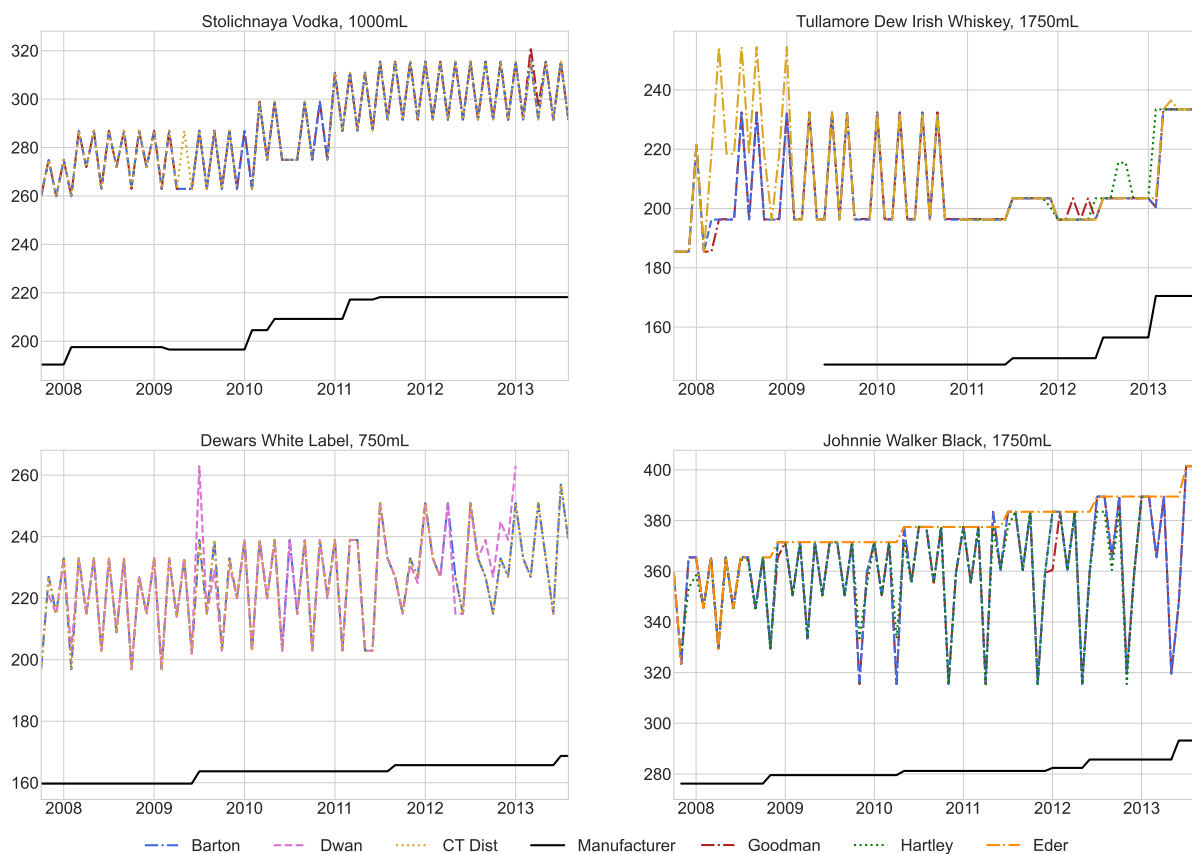 Stolichnaya Vodka, 1000mL
320
300
280
260
240
220
200
2008 2009 2010 2011 2012 2013
Tullamore Dew Irish Whiskey, 1750mL
240
220
200
180
160
2008 2009 2010 2011 2012 2013
Dewars White Label, 750mL
260
240
220
200
180
160
2008 2009 2010 2011 2012 2013
Johnnie Walker Black, 1750mL
400
380
360
340
320
300
280
2008 2009 2010 2011 2012 2013
Barton Dwan CT Dist Manufacturer Goodman Hartley Eder